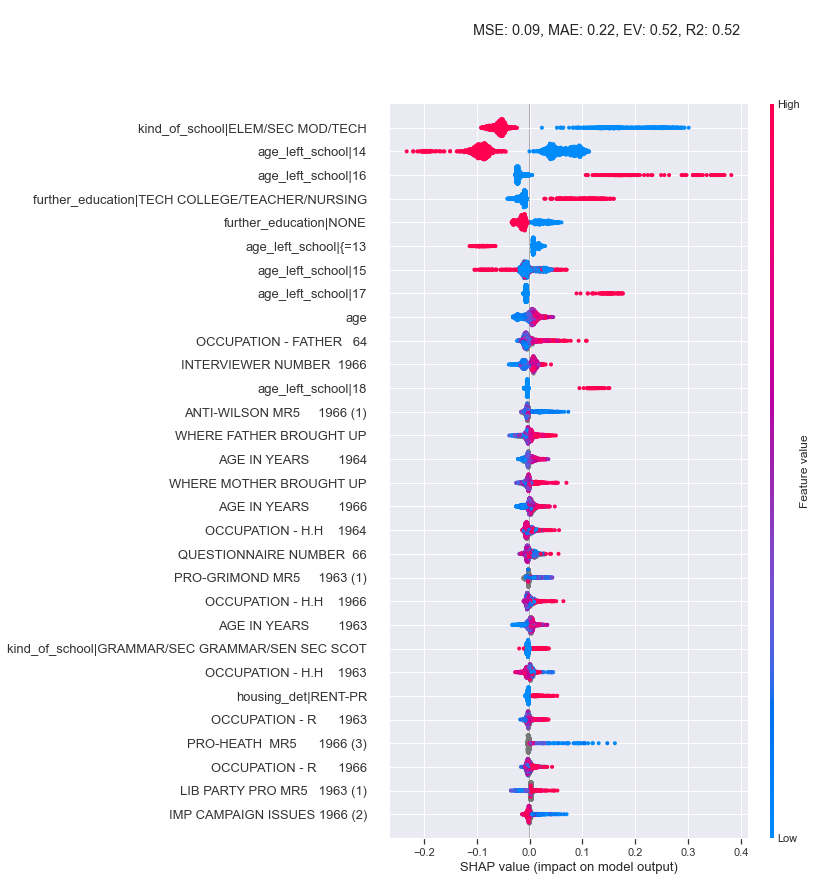 MSE: 0.09, MAE: 0.22, EV: 0.52, R2: 0.52
High
kind_of_school|ELEM/SEC MOD/TECH
age_left_school|14
age_left_school|16
further_education|TECH COLLEGE/TEACHER/NURSING
further_education|NONE
age_left_school|{=13
age_left_school|15
age_left_school|17
age
OCCUPATION - FATHER 64
INTERVIEWER NUMBER 1966
age_left_school|18
ANTI-WILSON MR5 1966 (1)
WHERE FATHER BROUGHT UP
AGE IN YEARS 1964
WHERE MOTHER BROUGHT UP
AGE IN YEARS 1966
OCCUPATION - H.H 1964
QUESTIONNAIRE NUMBER 66
PRO-GRIMOND MR5 1963 (1)
OCCUPATION - H.H 1966
AGE IN YEARS 1963
kind_of_school|GRAMMAR/SEC GRAMMAR/SEN SEC SCOT
OCCUPATION - H.H 1963
housing_det|RENT-PR
OCCUPATION - R 1963
PRO-HEATH MR5 1966 (3)
OCCUPATION - R 1966
LIB PARTY PRO MR5 1963 (1)
IMP CAMPAIGN ISSUES 1966 (2)
Feature value
Low
−0.2 −0.1 0.0 0.1 0.2 0.3 0.4
SHAP value (impact on model output)